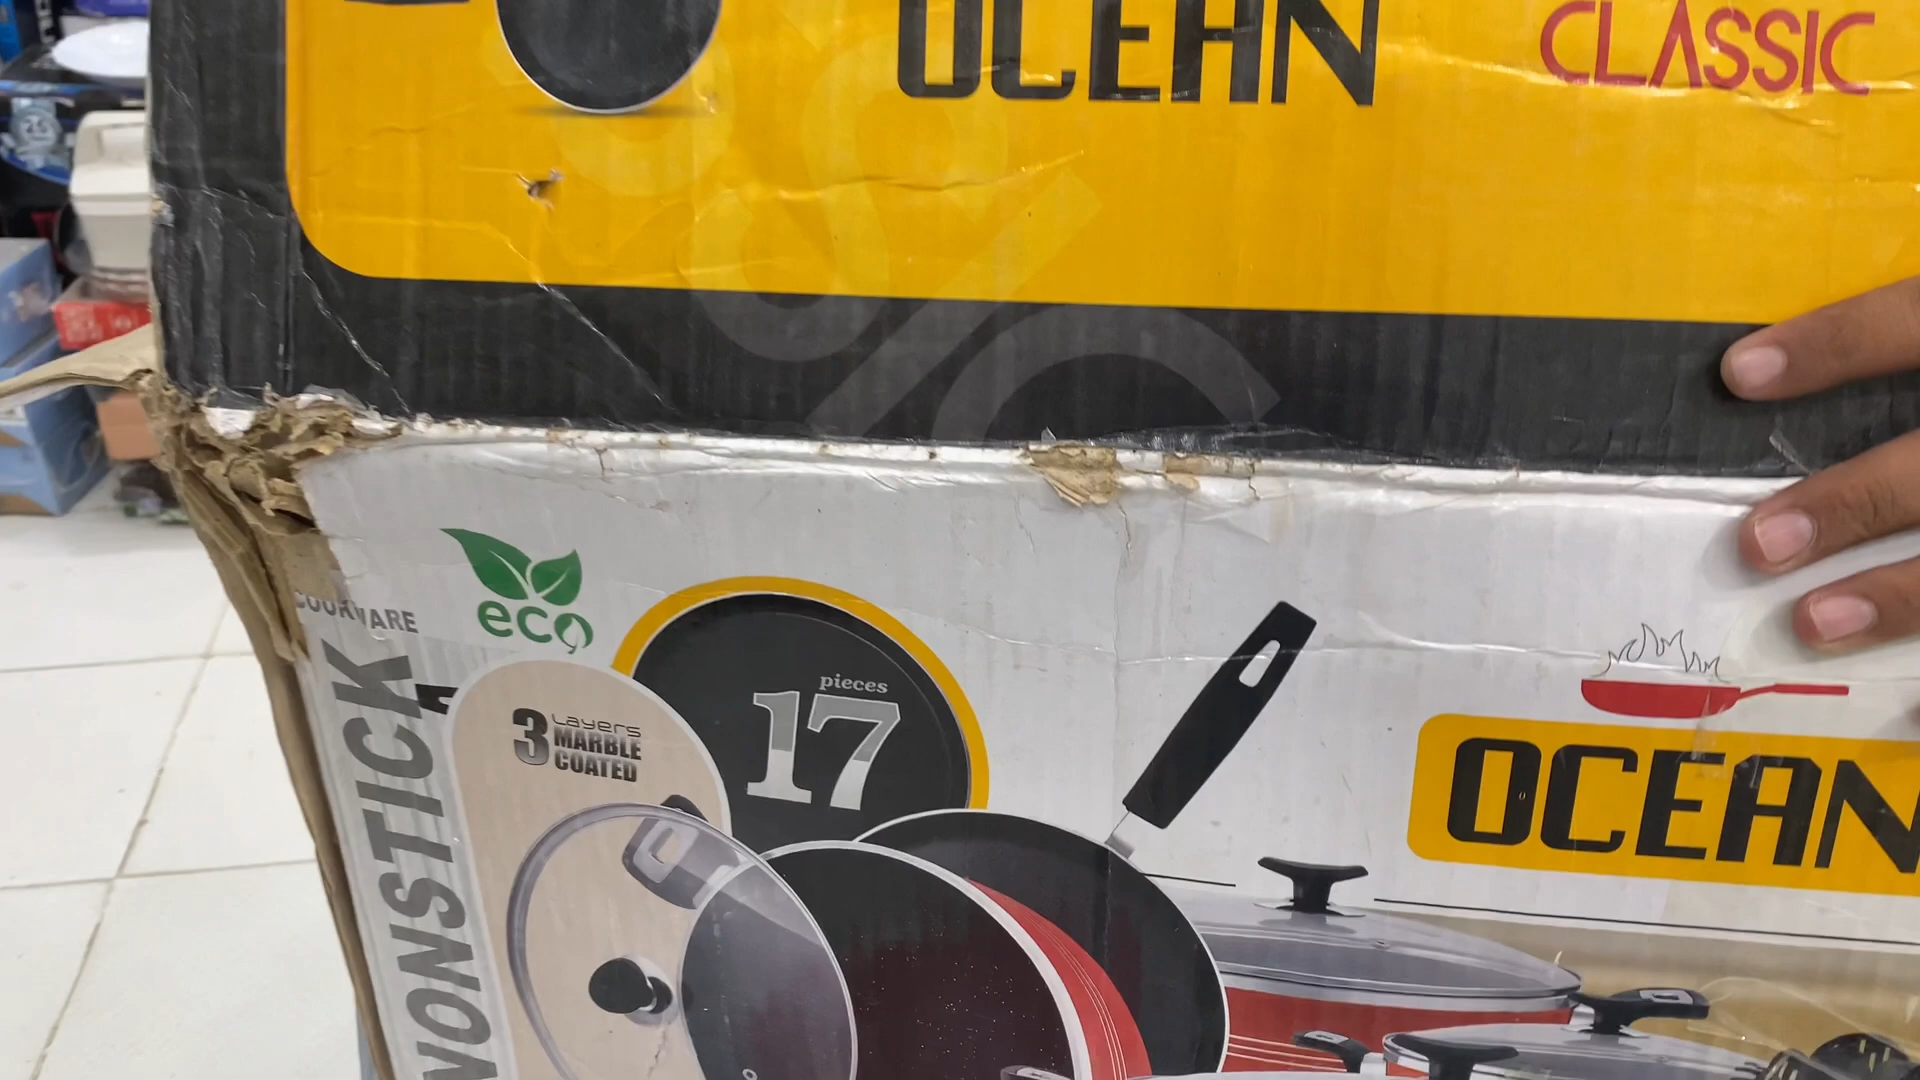 OCEAN
CLASSIC
COOKWARE
NONSTICK
eco
pieces
17
3 Layers
MARBLE
COATED
OCEAN